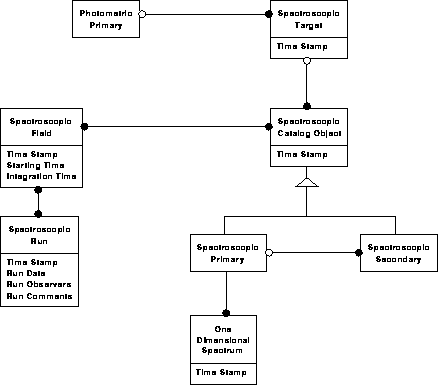 Photometric
Primary
Spectroscopic
Target
Time Stamp
Spectroscopic
Field
Time Stamp
Starting Time
Integration Time
Spectroscopic
Catalog Object
Time Stamp
Spectroscopic
Run
Time Stamp
Run Date
Run Observers
Run Comments
Spectroscopic
Primary
Spectroscopic
Secondary
One
Dimensional
Spectrum
Time Stamp